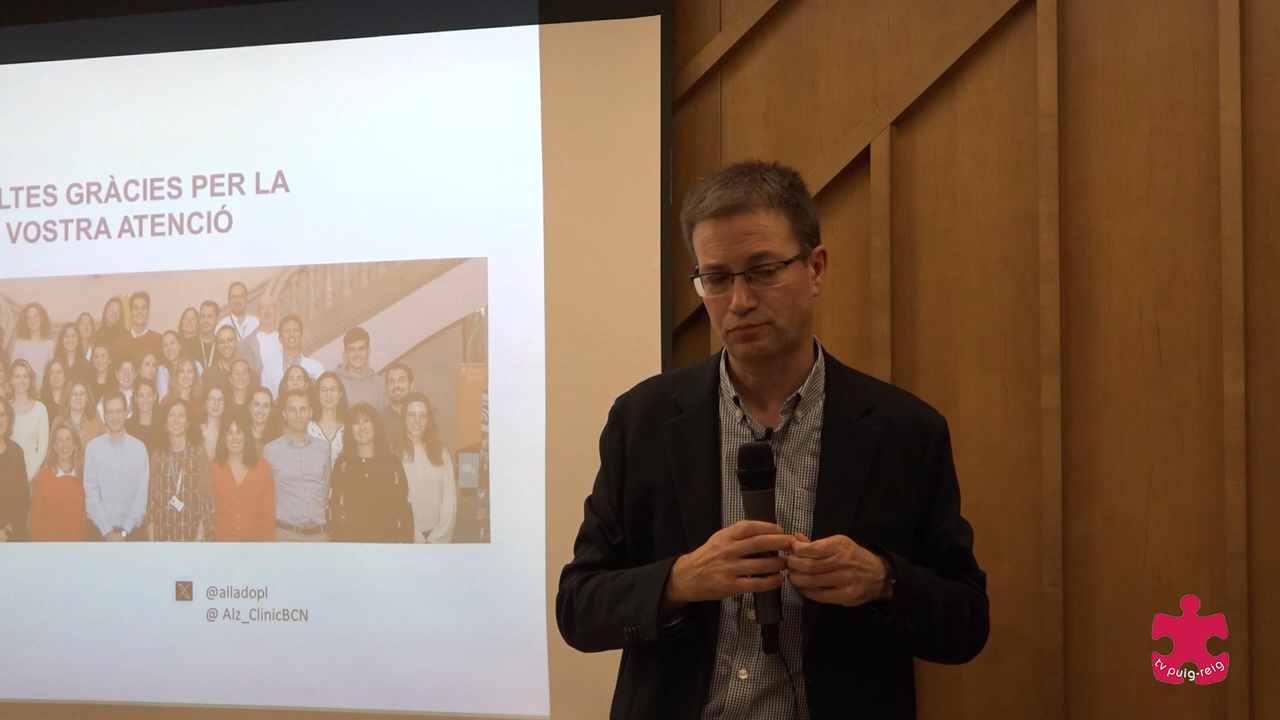 LTES GRÀCIES PER LA
VOSTRA ATENCIÓ
@alladopl
@ Alz_ClinicBCN
tv puig-reig